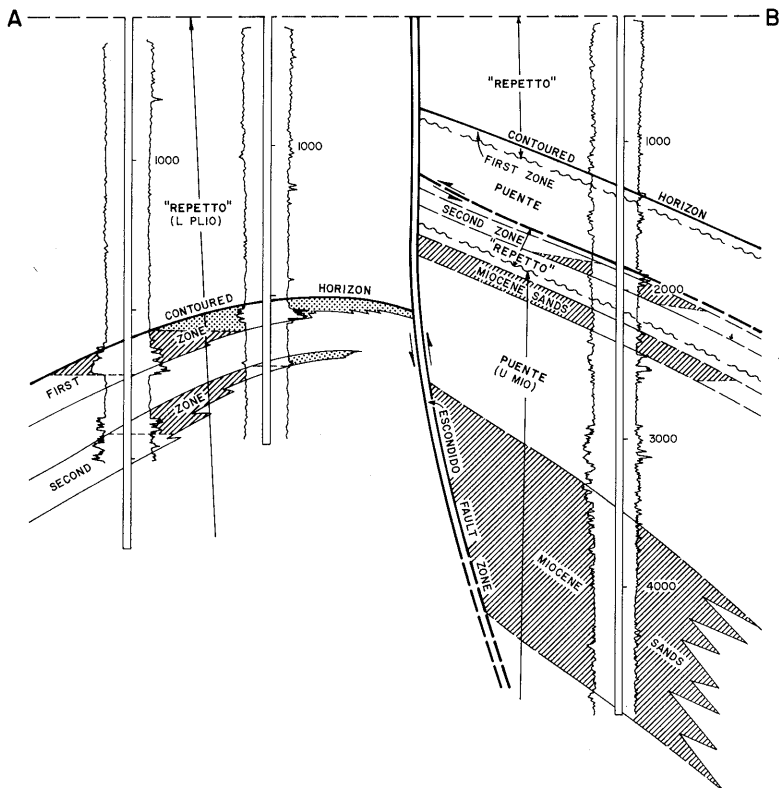 A
B
"REPETTO"
1000
1000
1000
CONTOURED
HORIZON
FIRST ZONE
PUENTE
"REPETTO"
(L PLIO)
SECOND ZONE
"REPETTO"
2000
MIOCENE SANDS
CONTOURED
HORIZON
ZONE
FIRST
PUENTE
(U MIO)
ZONE
SECOND
3000
ESCONDIDO
FAULT
ZONE
MIOCENE
SANDS
4000